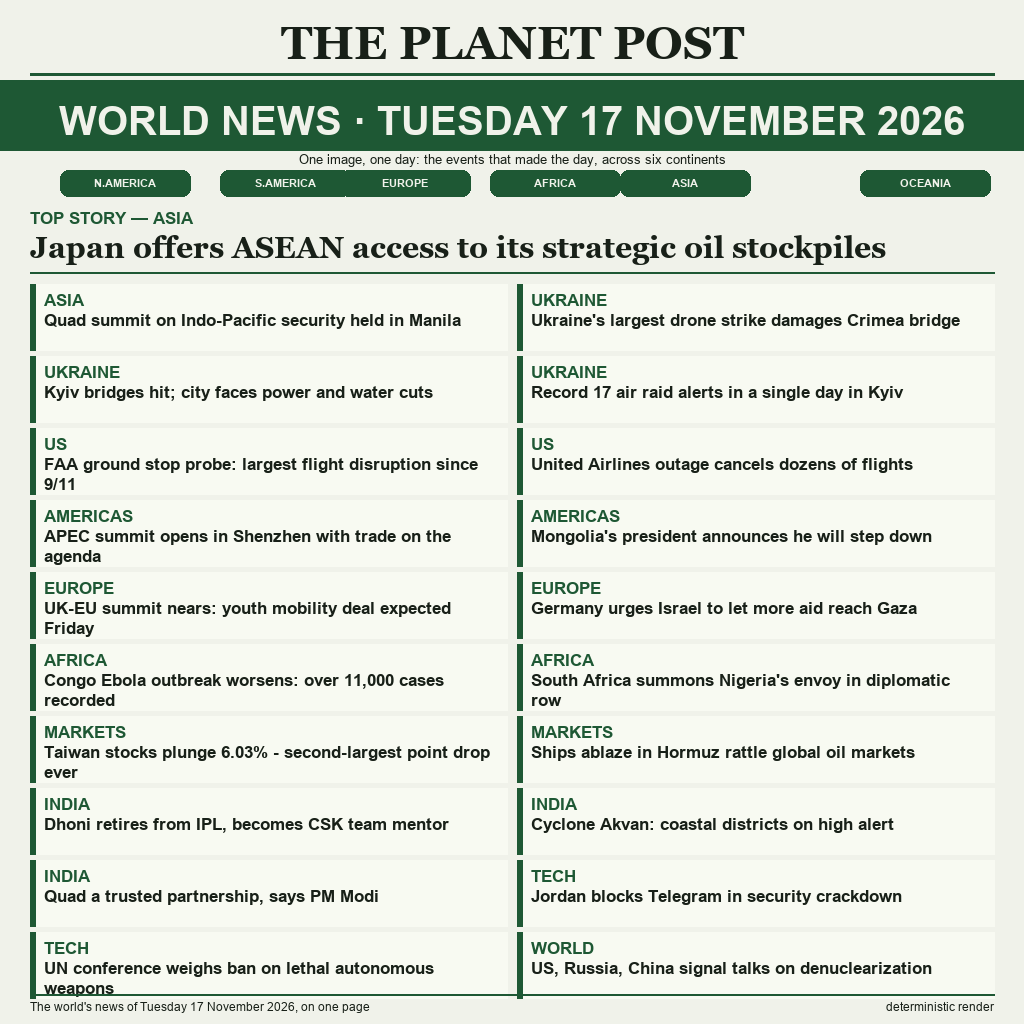 THE PLANET POST
WORLD NEWS · TUESDAY 17 NOVEMBER 2026
One image, one day: the events that made the day, across six continents
N.AMERICA
S.AMERICA
EUROPE
AFRICA
ASIA
OCEANIA
TOP STORY — ASIA
Japan offers ASEAN access to its strategic oil stockpiles
ASIA
Quad summit on Indo-Pacific security held in Manila
UKRAINE
Ukraine's largest drone strike damages Crimea bridge
UKRAINE
Kyiv bridges hit; city faces power and water cuts
UKRAINE
Record 17 air raid alerts in a single day in Kyiv
US
FAA ground stop probe: largest flight disruption since
9/11
US
United Airlines outage cancels dozens of flights
AMERICAS
APEC summit opens in Shenzhen with trade on the
agenda
AMERICAS
Mongolia's president announces he will step down
EUROPE
UK-EU summit nears: youth mobility deal expected
Friday
EUROPE
Germany urges Israel to let more aid reach Gaza
AFRICA
Congo Ebola outbreak worsens: over 11,000 cases
recorded
AFRICA
South Africa summons Nigeria's envoy in diplomatic
row
MARKETS
Taiwan stocks plunge 6.03% - second-largest point drop
ever
MARKETS
Ships ablaze in Hormuz rattle global oil markets
INDIA
Dhoni retires from IPL, becomes CSK team mentor
INDIA
Cyclone Akvan: coastal districts on high alert
INDIA
Quad a trusted partnership, says PM Modi
TECH
Jordan blocks Telegram in security crackdown
TECH
UN conference weighs ban on lethal autonomous
weapons
WORLD
US, Russia, China signal talks on denuclearization
The world's news of Tuesday 17 November 2026, on one page
deterministic render